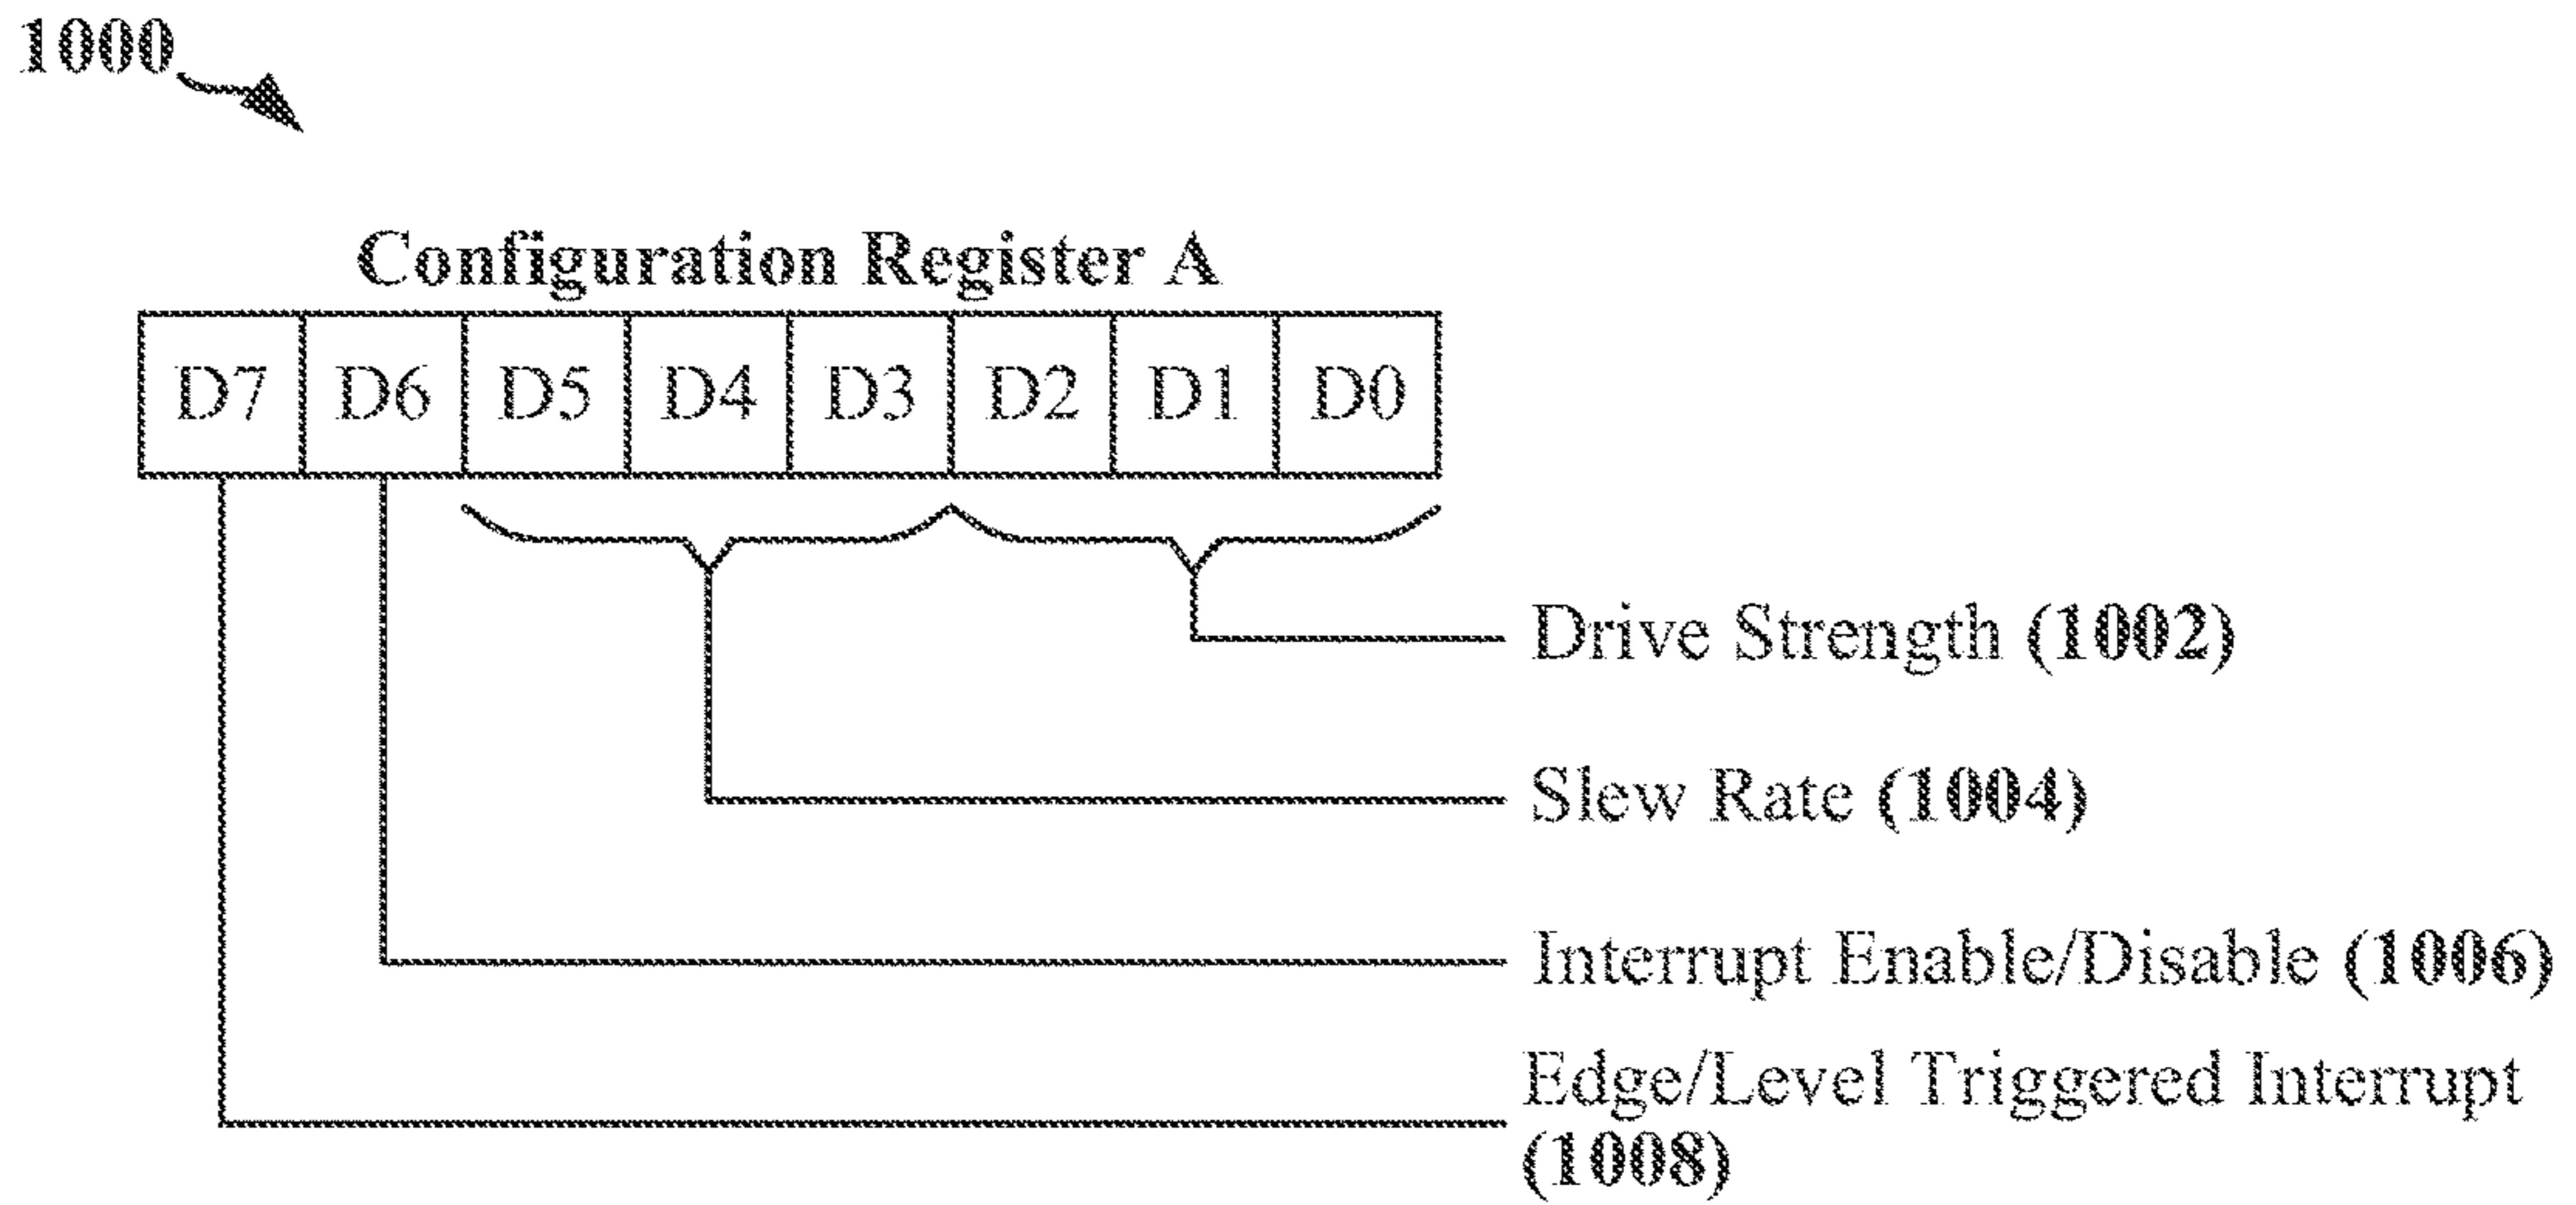 1000
Configuration Register A
D7 D6 D5 D4 D3 D2 D1 D0
Drive Strength (1002)
Slew Rate (1004)
Interrupt Enable/Disable (1006)
Edge/Level Triggered Interrupt
(1008)